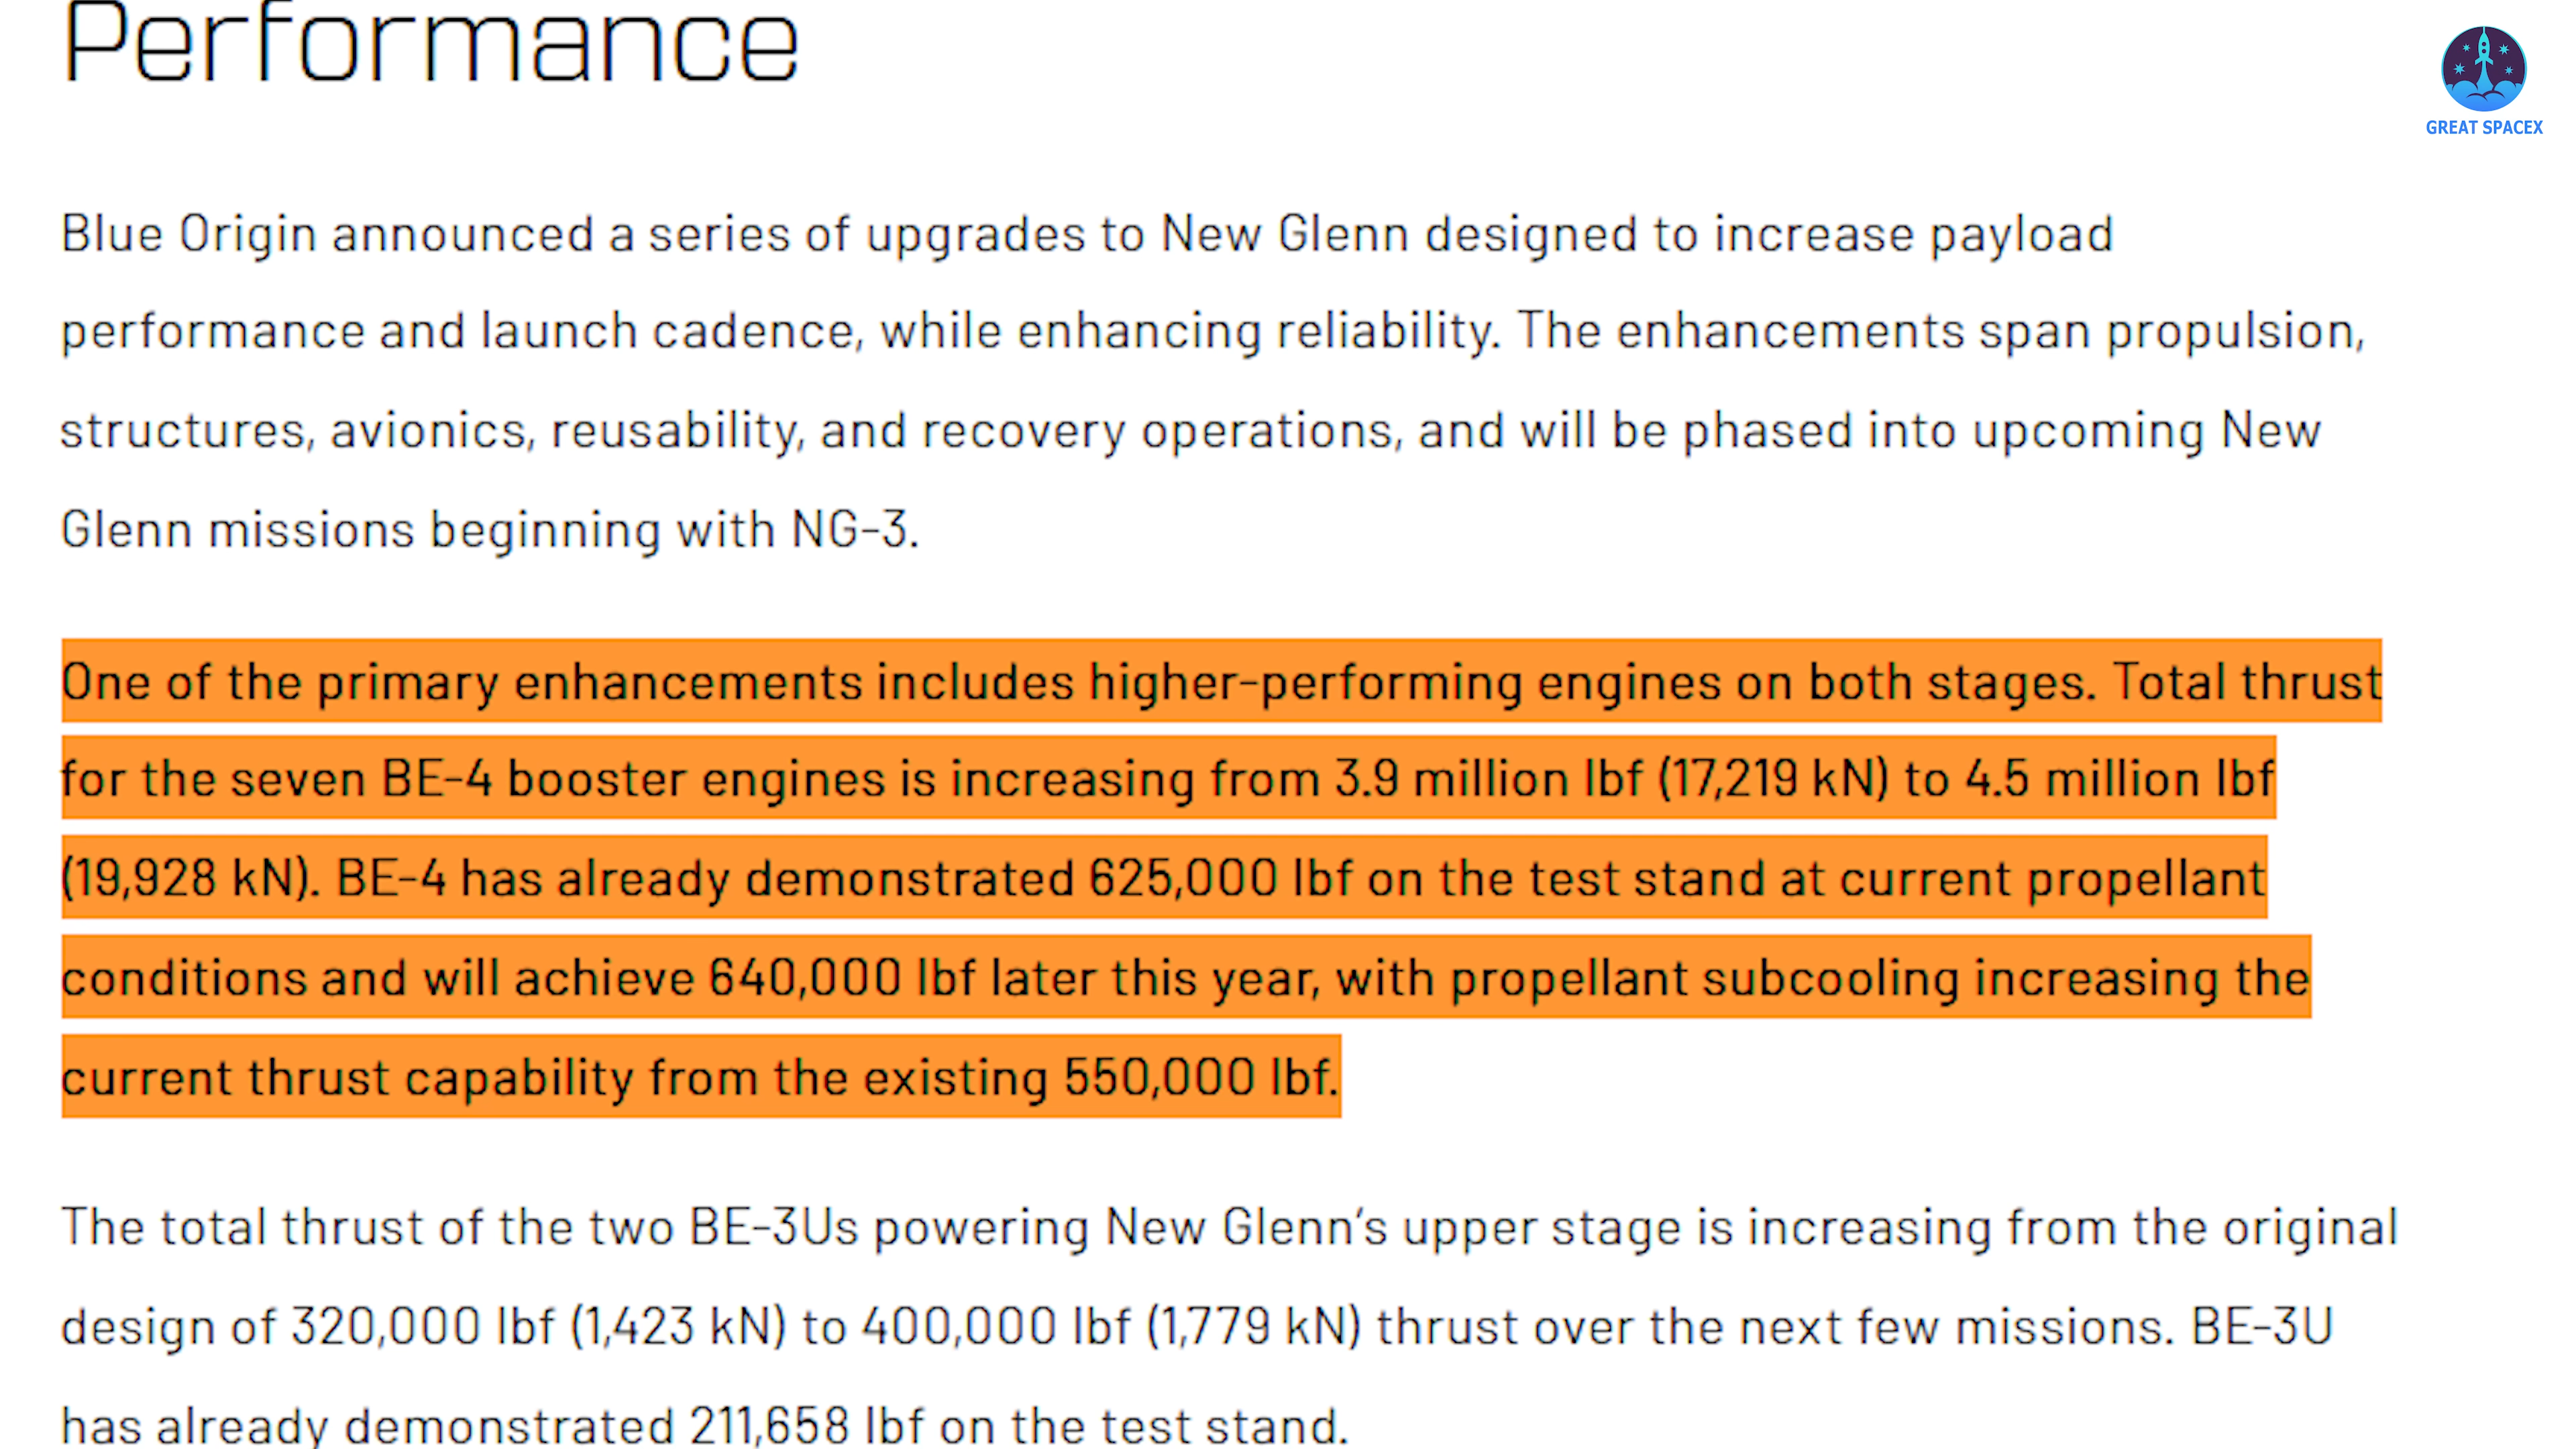 Performance
GREAT SPACEX
Blue Origin announced a series of upgrades to New Glenn designed to increase payload
performance and launch cadence, while enhancing reliability. The enhancements span propulsion,
structures, avionics, reusability, and recovery operations, and will be phased into upcoming New
Glenn missions beginning with NG-3.
One of the primary enhancements includes higher-performing engines on both stages. Total thrust
for the seven BE-4 booster engines is increasing from 3.9 million lbf (17,219 kN) to 4.5 million lbf
(19,928 kN). BE-4 has already demonstrated 625,000 lbf on the test stand at current propellant
conditions and will achieve 640,000 lbf later this year, with propellant subcooling increasing the
current thrust capability from the existing 550,000 lbf.
The total thrust of the two BE-3Us powering New Glenn’s upper stage is increasing from the original
design of 320,000 lbf (1,423 kN) to 400,000 lbf (1,779 kN) thrust over the next few missions. BE-3U
has already demonstrated 211,658 lbf on the test stand.